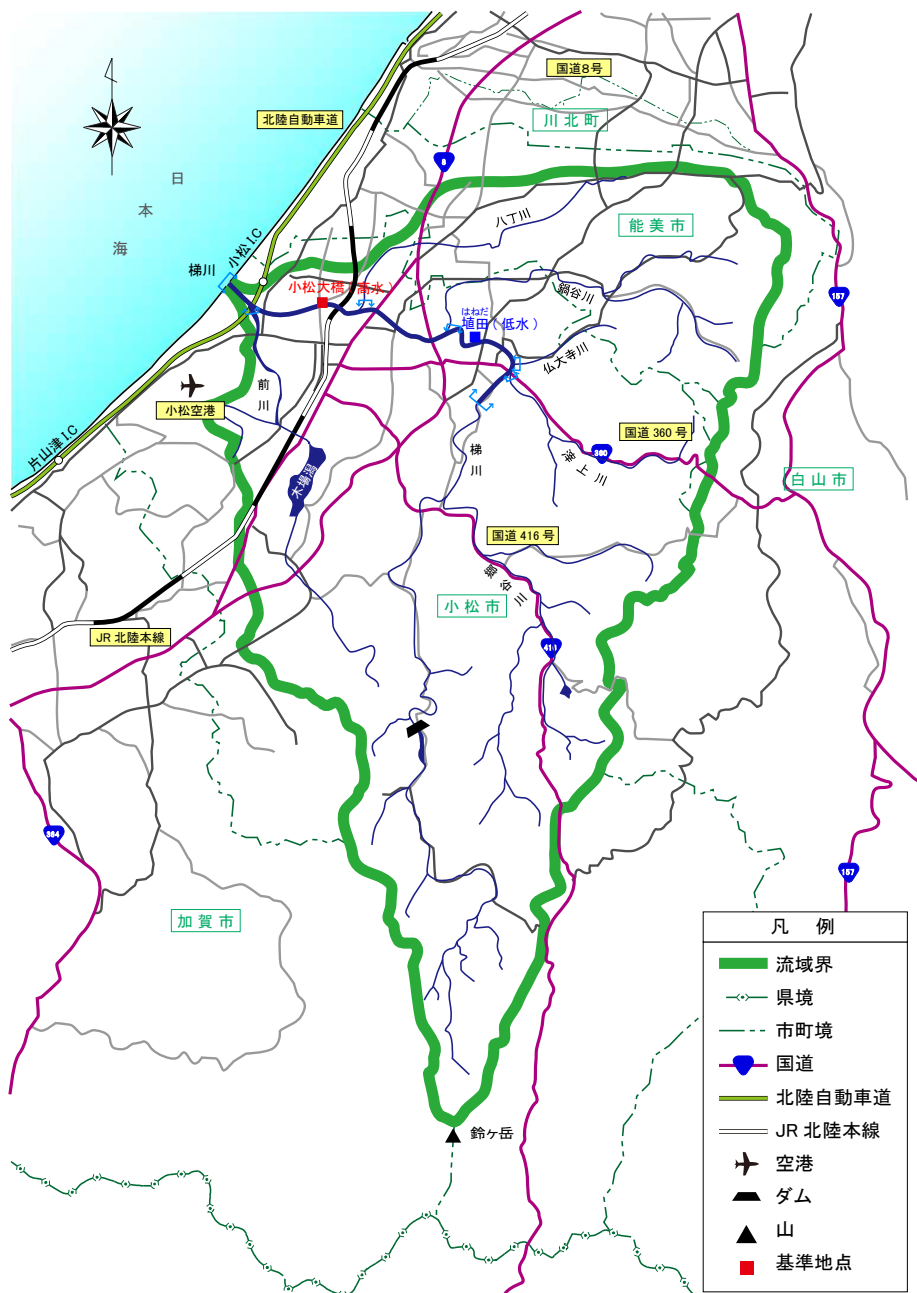 国道8号
北陸自動車道
川北町
8
日本海
八丁川
能美市
小松I.C
梯川
小松大橋(高水)
鍋谷川
はねだ
埴田(低水)
157
仏大寺川
前川
小松空港
国道360号
360
滓上川
梯川
片山津I.C
木場潟
白山市
国道416号
郷谷川
小松市
JR北陸本線
416
364
157
加賀市
鈴ヶ岳
凡例
流域界
県境
市町境
国道
北陸自動車道
JR北陸本線
空港
ダム
山
基準地点